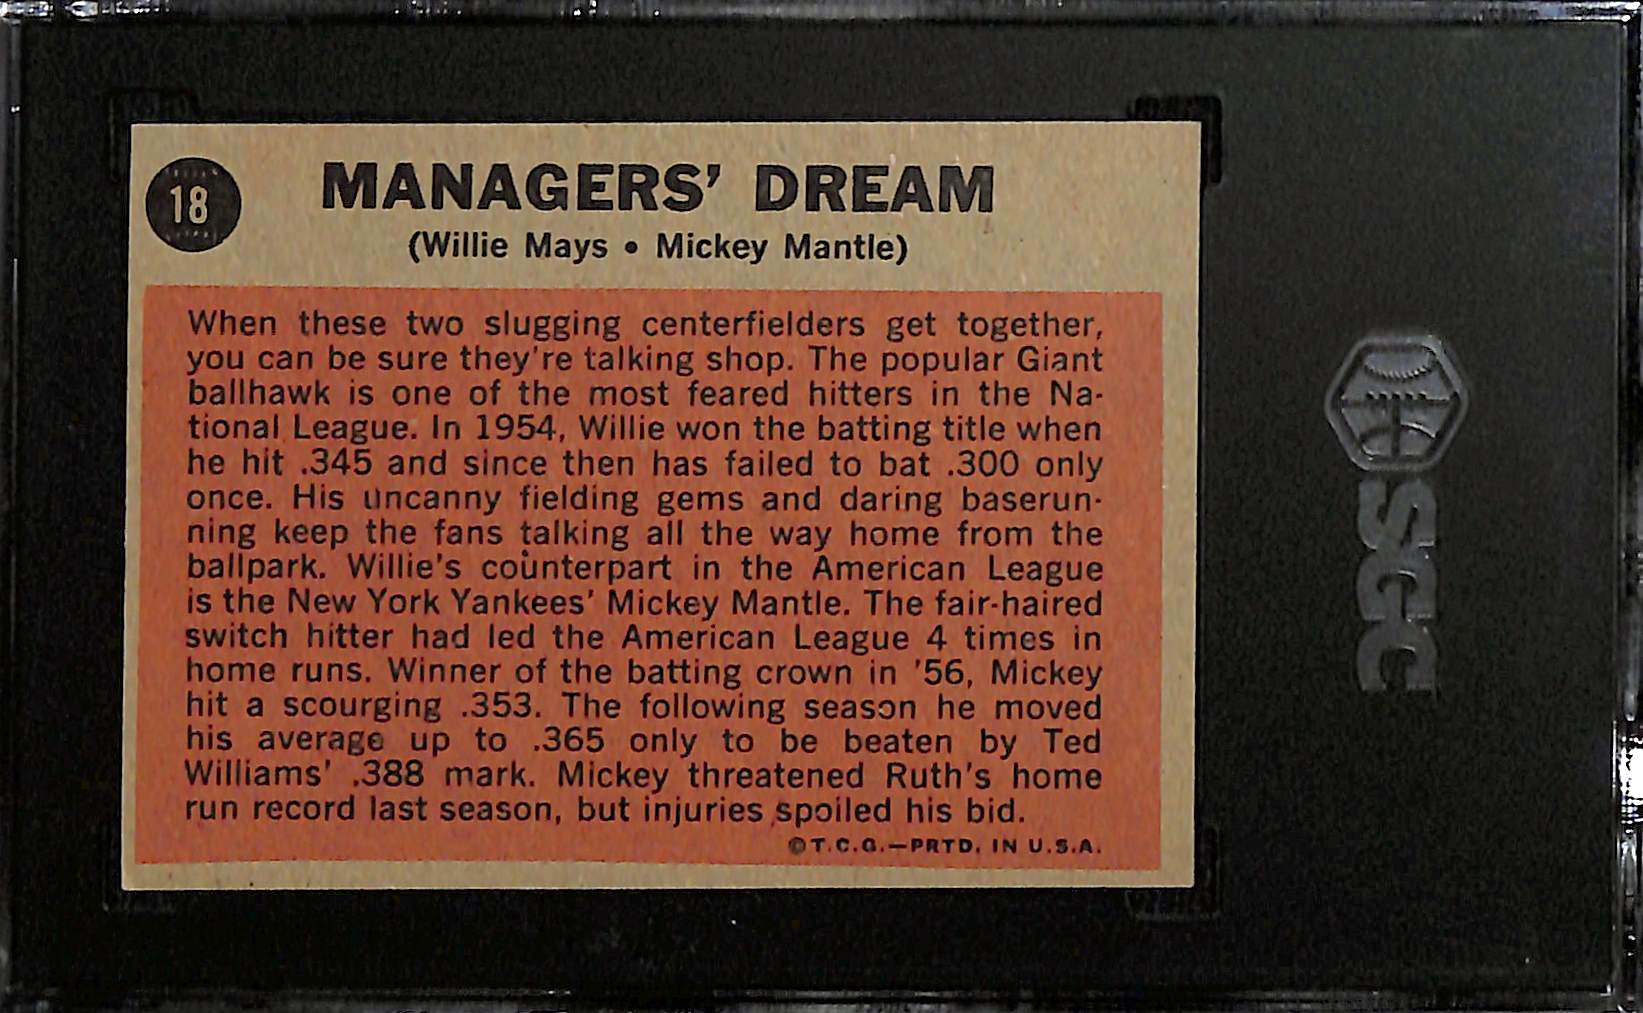 18
MANAGERS' DREAM
(Willie Mays • Mickey Mantle)
When these two slugging centerfielders get together,
you can be sure they're talking shop. The popular Giant
ballhawk is one of the most feared hitters in the Na-
tional League. In 1954, Willie won the batting title when
he hit .345 and since then has failed to bat .300 only
once. His uncanny fielding gems and daring baserun-
ning keep the fans talking all the way home from the
ballpark. Willie's counterpart in the American League
is the New York Yankees' Mickey Mantle. The fair-haired
switch hitter had led the American League 4 times in
home runs. Winner of the batting crown in '56, Mickey
hit a scourging .353. The following season he moved
his average up to .365 only to be beaten by Ted
Williams' .388 mark. Mickey threatened Ruth's home
run record last season, but injuries spoiled his bid.
©T.C.G.—PRTD. IN U.S.A.
SGC